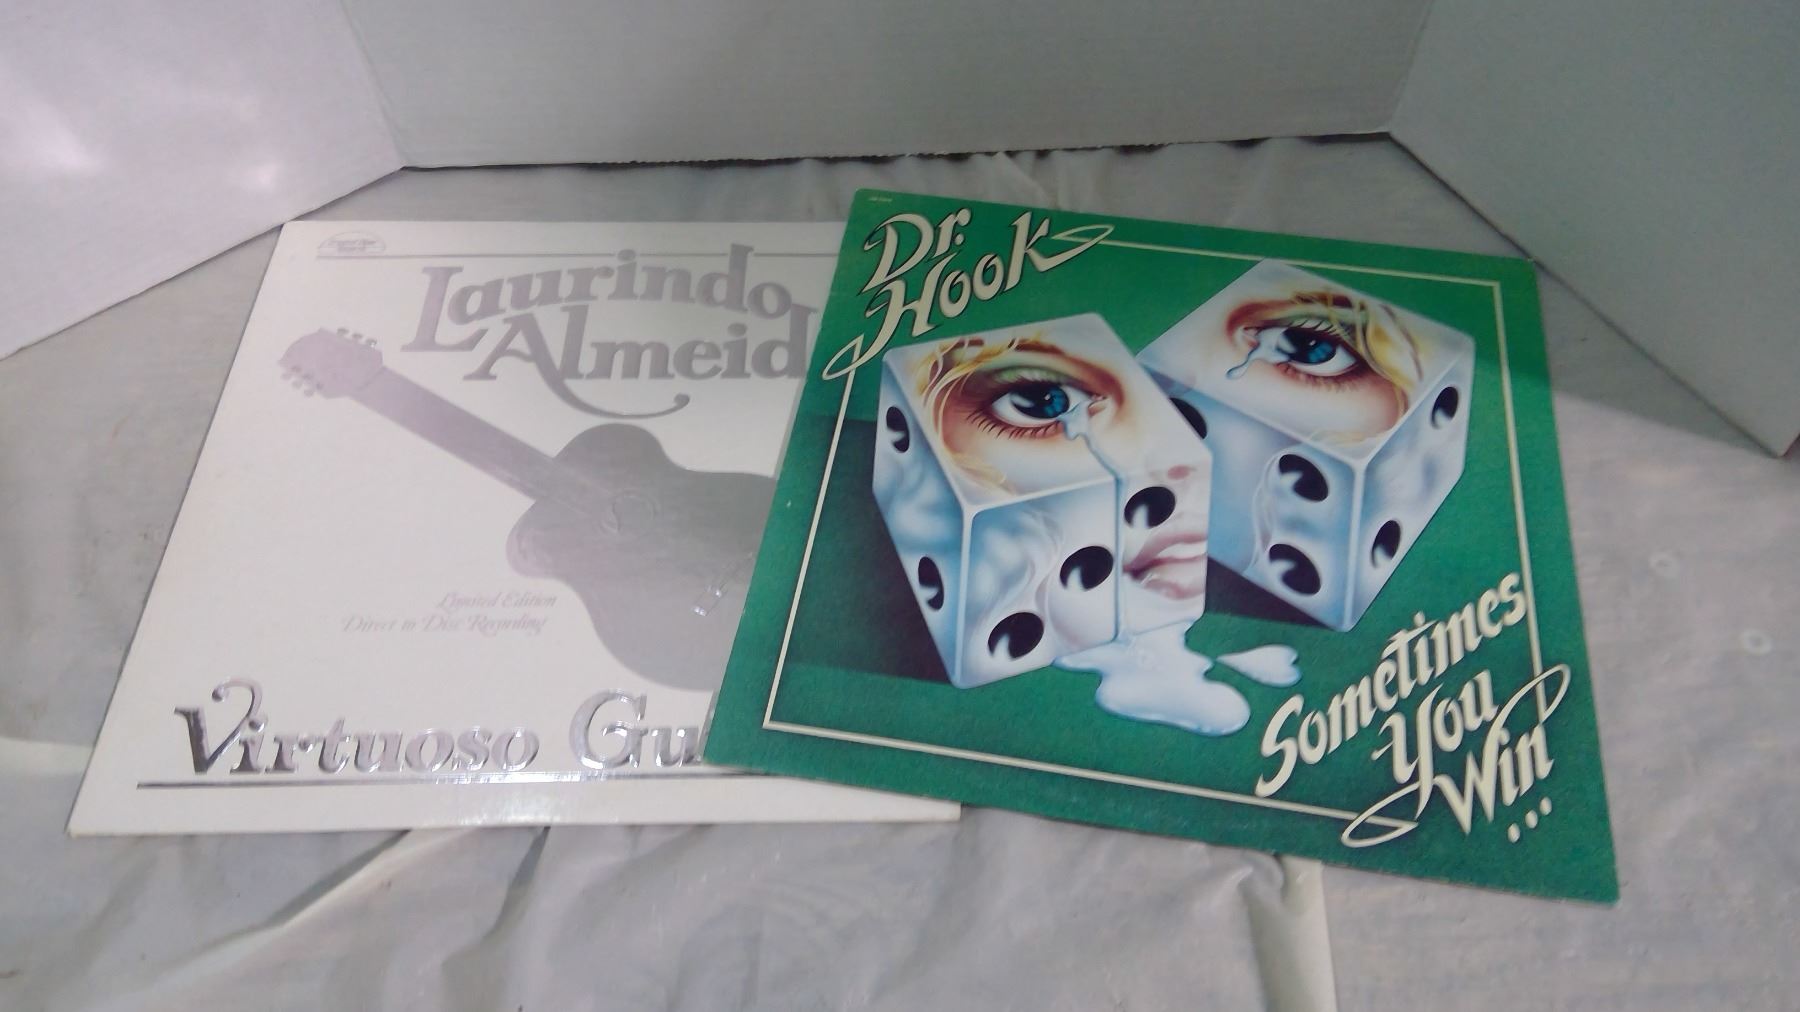 Laurindo
Almeid
Limited Edition
Direct to Disc Recording
Virtuoso Gu
Dr.
Hook
Sometimes
You
Win...